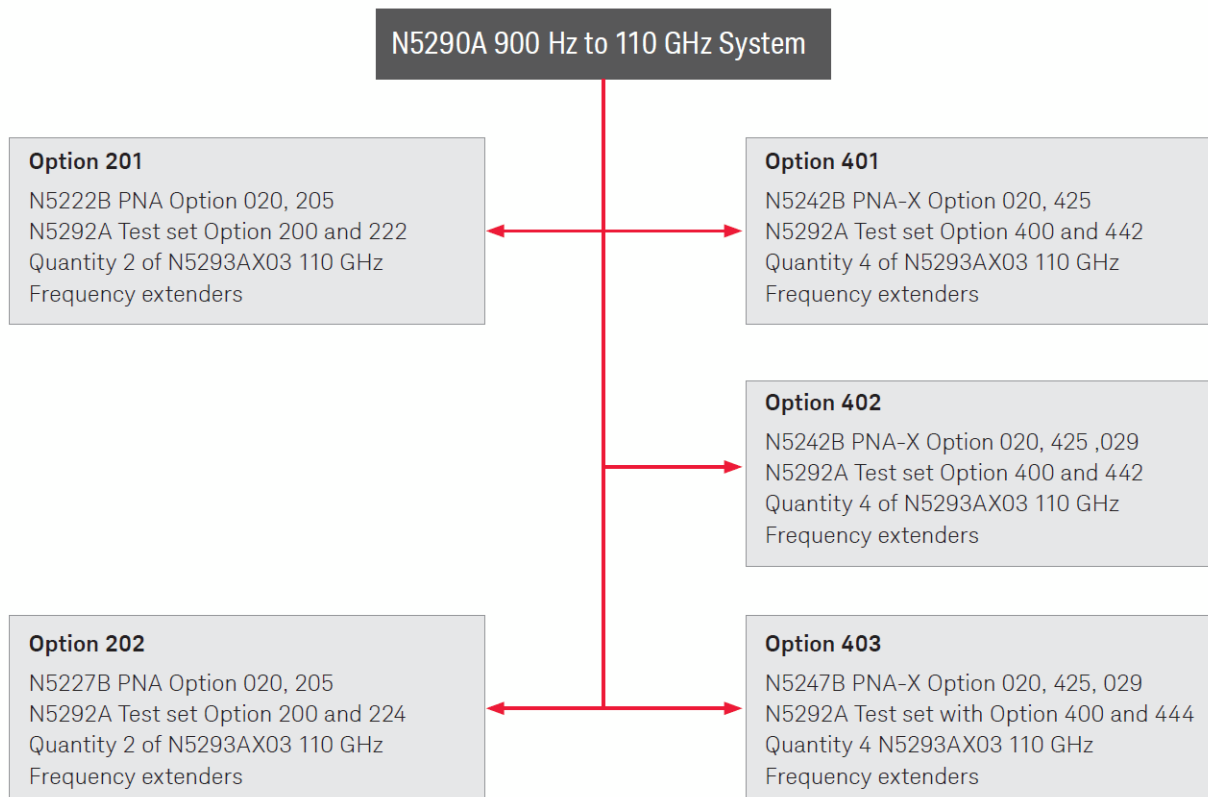 N5290A 900 Hz to 110 GHz System
Option 201
N5222B PNA Option 020, 205
N5292A Test set Option 200 and 222
Quantity 2 of N5293AX03 110 GHz
Frequency extenders
Option 401
N5242B PNA-X Option 020, 425
N5292A Test set Option 400 and 442
Quantity 4 of N5293AX03 110 GHz
Frequency extenders
Option 402
N5242B PNA-X Option 020, 425 ,029
N5292A Test set Option 400 and 442
Quantity 4 of N5293AX03 110 GHz
Frequency extenders
Option 202
N5227B PNA Option 020, 205
N5292A Test set Option 200 and 224
Quantity 2 of N5293AX03 110 GHz
Frequency extenders
Option 403
N5247B PNA-X Option 020, 425, 029
N5292A Test set with Option 400 and 444
Quantity 4 N5293AX03 110 GHz
Frequency extenders